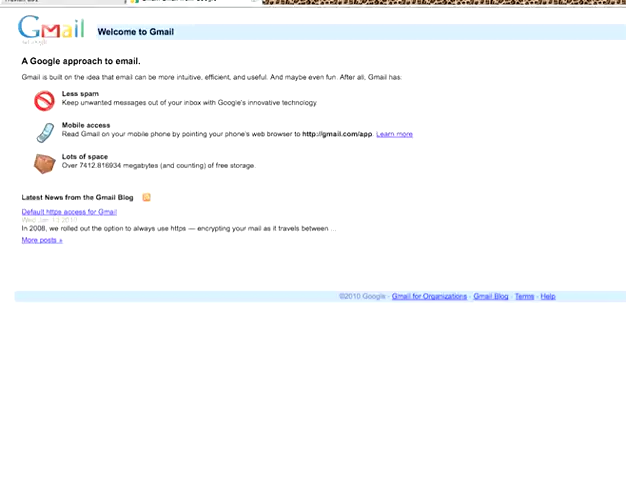 Gmail
Welcome to Gmail
A Google approach to email.
Gmail is built on the idea that email can be more intuitive, efficient, and useful. And maybe even fun. After all, Gmail has:
Less spam
Keep unwanted messages out of your inbox with Google's innovative technology
Mobile access
Read Gmail on your mobile phone by pointing your phone's web browser to http://gmail.com/app. Learn more
Lots of space
Over 7412.816934 megabytes (and counting) of free storage.
Latest News from the Gmail Blog
Default https access for Gmail
In 2008, we rolled out the option to always use https — encrypting your mail as it travels between ...
More posts »
©2010 Google - Gmail for Organizations - Gmail Blog - Terms - Help